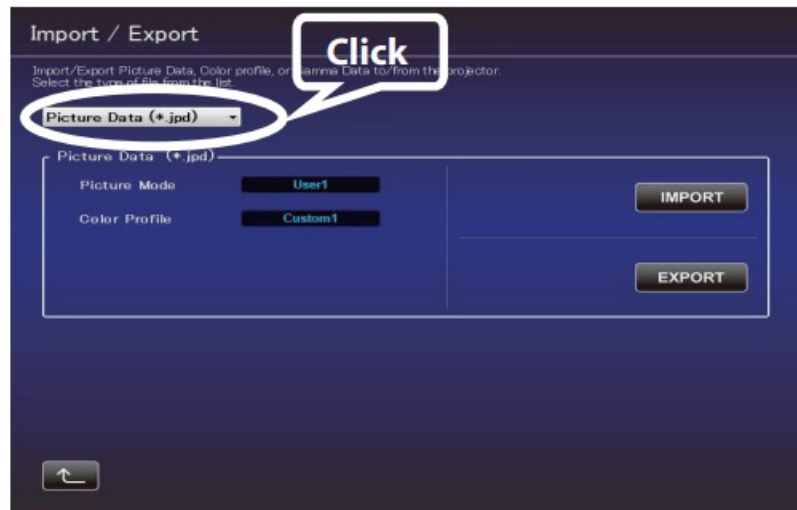 Import / Export
Click
Import/Export Picture Data, Color profile, or Gamma Data to/from the projector.
Select the type of file from the list.
Picture Data (*.jpd)
Picture Data (*.jpd)
Picture Mode
User1
IMPORT
Color Profile
Custom1
EXPORT